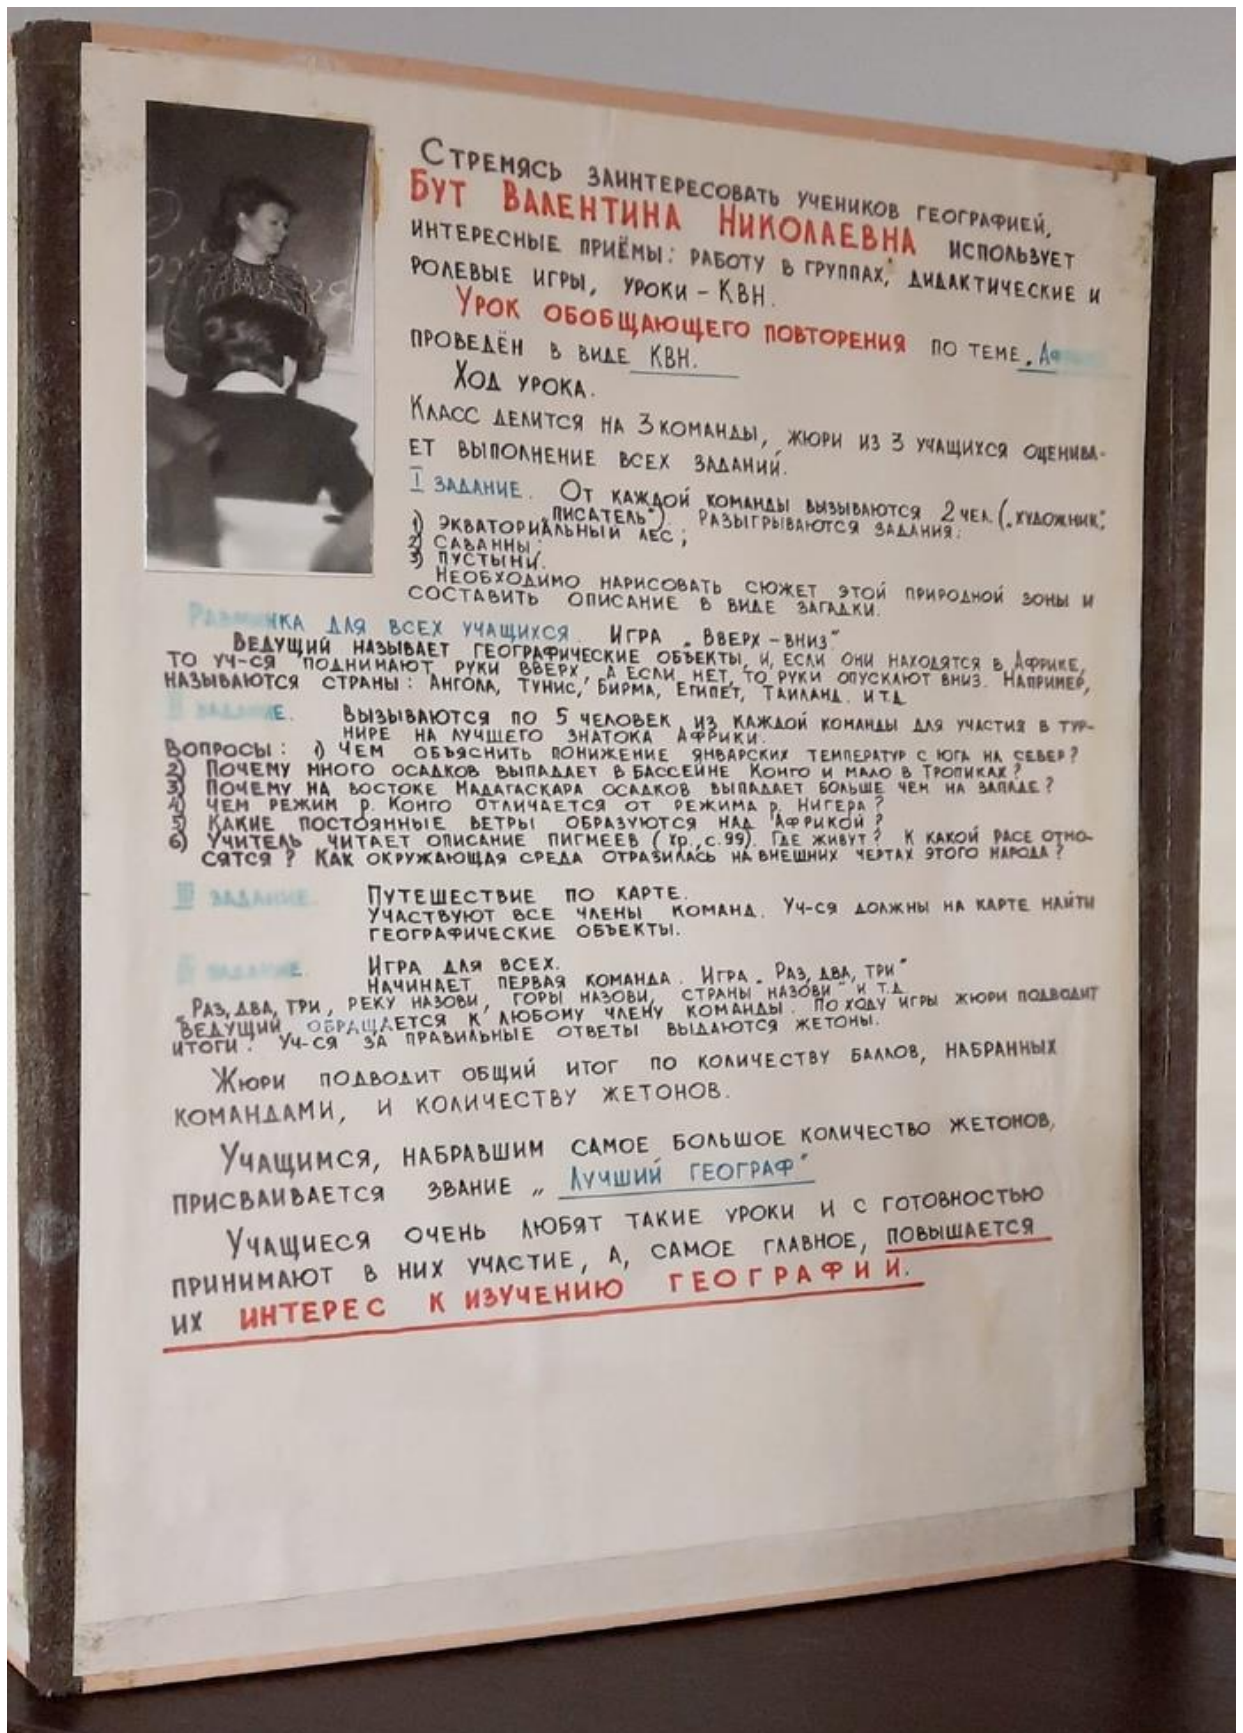 Стремясь заинтересовать учеников географией,
Бут Валентина Николаевна использует
интересные приёмы: работу в группах, дидактические и
ролевые игры, уроки – КВН.
Урок обобщающего повторения по теме „
проведён в виде КВН.
Ход урока.
Класс делится на 3 команды, жюри из 3 учащихся оценива-
ет выполнение всех заданий.
I задание. От каждой команды вызываются 2 чел. („художник",
„писатель"). Разыгрываются задания:
1) экваториальный лес;
2) саванны;
3) пустыни.
Необходимо нарисовать сюжет этой природной зоны и
составить описание в виде загадки.
Разминка для всех учащихся. Игра „Вверх – вниз"
Ведущий называет географические объекты, и, если они находятся в Африке,
то уч-ся поднимают руки вверх, а если нет, то руки опускают вниз. Например,
называются страны: Ангола, Тунис, Бирма, Египет, Таиланд и т.д.
II задание. Вызываются по 5 человек из каждой команды для участия в тур-
нире на лучшего знатока Африки.
Вопросы: 1) Чем объяснить понижение январских температур с юга на север?
2) Почему много осадков выпадает в бассейне Конго и мало в тропиках?
3) Почему на востоке Мадагаскара осадков выпадает больше чем на западе?
4) Чем режим р. Конго отличается от режима р. Нигера?
5) Какие постоянные ветры образуются над Африкой?
6) Учитель читает описание пигмеев (хр., с. 99). Где живут? К какой расе отно-
сятся? Как окружающая среда отразилась на внешних чертах этого народа?
III задание. Путешествие по карте.
Участвуют все члены команд. Уч-ся должны на карте найти
географические объекты.
задание. Игра для всех.
Начинает первая команда. Игра „Раз, два, три"
„Раз, два, три, реку назови, горы назови, страны назови" и т.д.
Ведущий обращается к любому члену команды. По ходу игры жюри подводит
итоги. Уч-ся за правильные ответы выдаются жетоны.
Жюри подводит общий итог по количеству баллов, набранных
командами, и количеству жетонов.
Учащимся, набравшим самое большое количество жетонов,
присваивается звание „Лучший географ"
Учащиеся очень любят такие уроки и с готовностью
принимают в них участие, а, самое главное, повышается
их интерес к изучению географии.